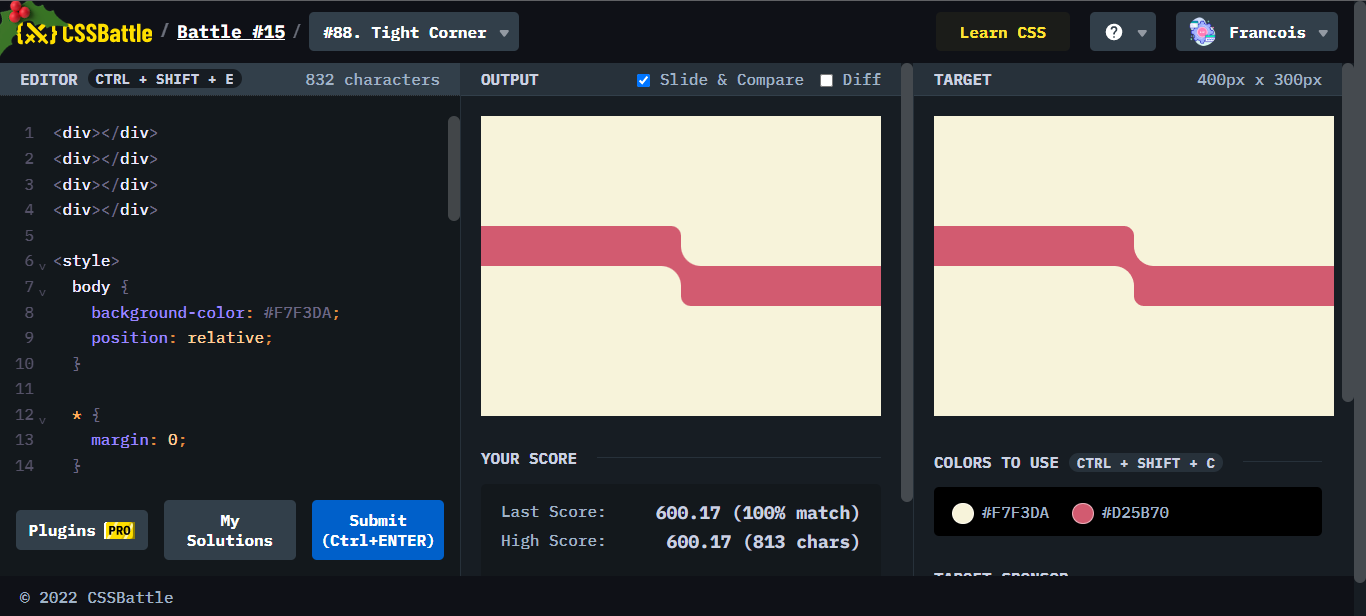 CSSBattle / Battle #15 / #88. Tight Corner Learn CSS ? Francois
EDITOR CTRL + SHIFT + E 832 characters
1 <div></div>
2 <div></div>
3 <div></div>
4 <div></div>
5
6 <style>
7 body {
8 background-color: #F7F3DA;
9 position: relative;
10 }
11
12 * {
13 margin: 0;
14 }
Plugins PRO
My
Solutions
Submit
(Ctrl+ENTER)
OUTPUT Slide & Compare Diff
YOUR SCORE
Last Score: 600.17 (100% match)
High Score: 600.17 (813 chars)
TARGET 400px x 300px
COLORS TO USE CTRL + SHIFT + C
#F7F3DA #D25B70
TARGET SPONSOR
© 2022 CSSBattle